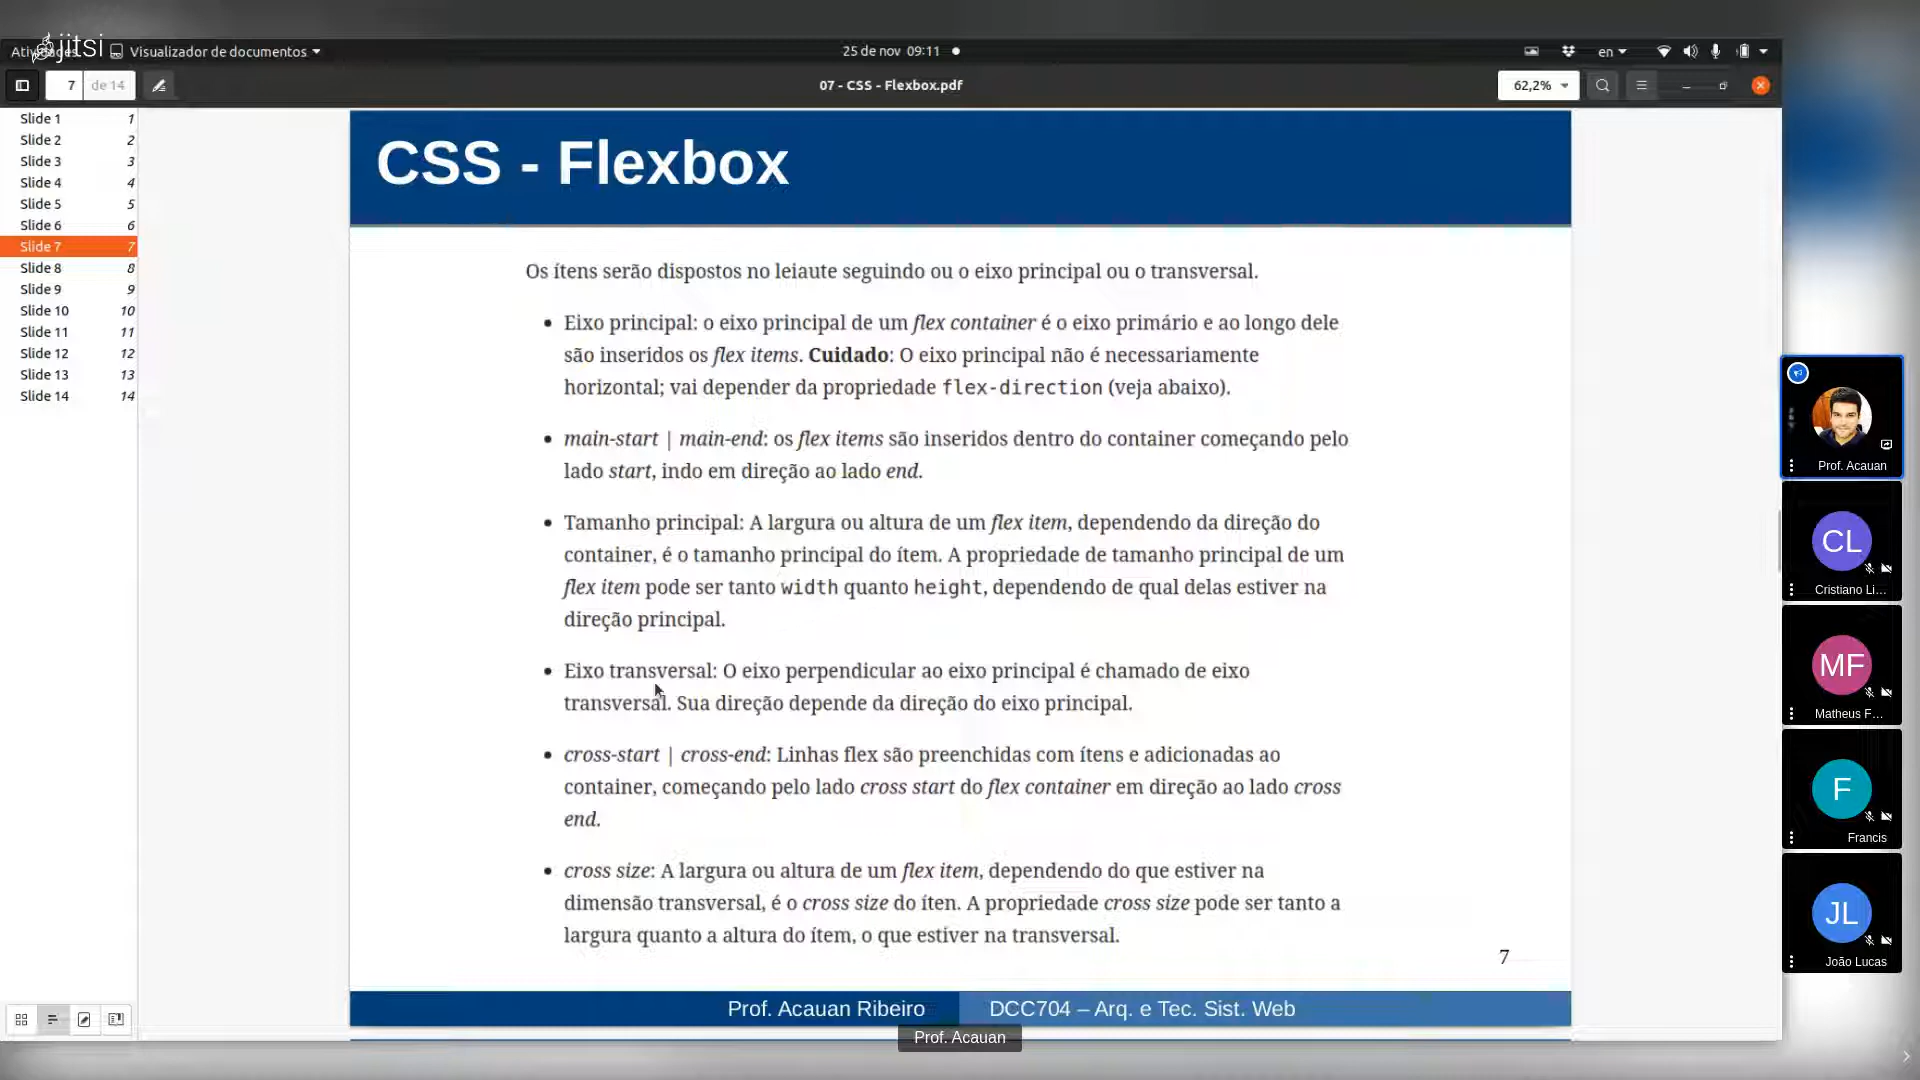 Atividades
jitsi
Visualizador de documentos
25 de nov 09:11
en
7
de 14
07 - CSS - Flexbox.pdf
62,2%
Slide 1 1
Slide 2 2
Slide 3 3
Slide 4 4
Slide 5 5
Slide 6 6
Slide 7 7
Slide 8 8
Slide 9 9
Slide 10 10
Slide 11 11
Slide 12 12
Slide 13 13
Slide 14 14
CSS - Flexbox
Os ítens serão dispostos no leiaute seguindo ou o eixo principal ou o transversal.
• Eixo principal: o eixo principal de um flex container é o eixo primário e ao longo dele
são inseridos os flex items. Cuidado: O eixo principal não é necessariamente
horizontal; vai depender da propriedade flex-direction (veja abaixo).
• main-start | main-end: os flex items são inseridos dentro do container começando pelo
lado start, indo em direção ao lado end.
• Tamanho principal: A largura ou altura de um flex item, dependendo da direção do
container, é o tamanho principal do ítem. A propriedade de tamanho principal de um
flex item pode ser tanto width quanto height, dependendo de qual delas estiver na
direção principal.
• Eixo transversal: O eixo perpendicular ao eixo principal é chamado de eixo
transversal. Sua direção depende da direção do eixo principal.
• cross-start | cross-end: Linhas flex são preenchidas com ítens e adicionadas ao
container, começando pelo lado cross start do flex container em direção ao lado cross
end.
• cross size: A largura ou altura de um flex item, dependendo do que estiver na
dimensão transversal, é o cross size do íten. A propriedade cross size pode ser tanto a
largura quanto a altura do ítem, o que estiver na transversal.
7
Prof. Acauan Ribeiro
DCC704 – Arq. e Tec. Sist. Web
Prof. Acauan
Prof. Acauan
CL
Cristiano Li...
MF
Matheus F...
F
Francis
JL
João Lucas